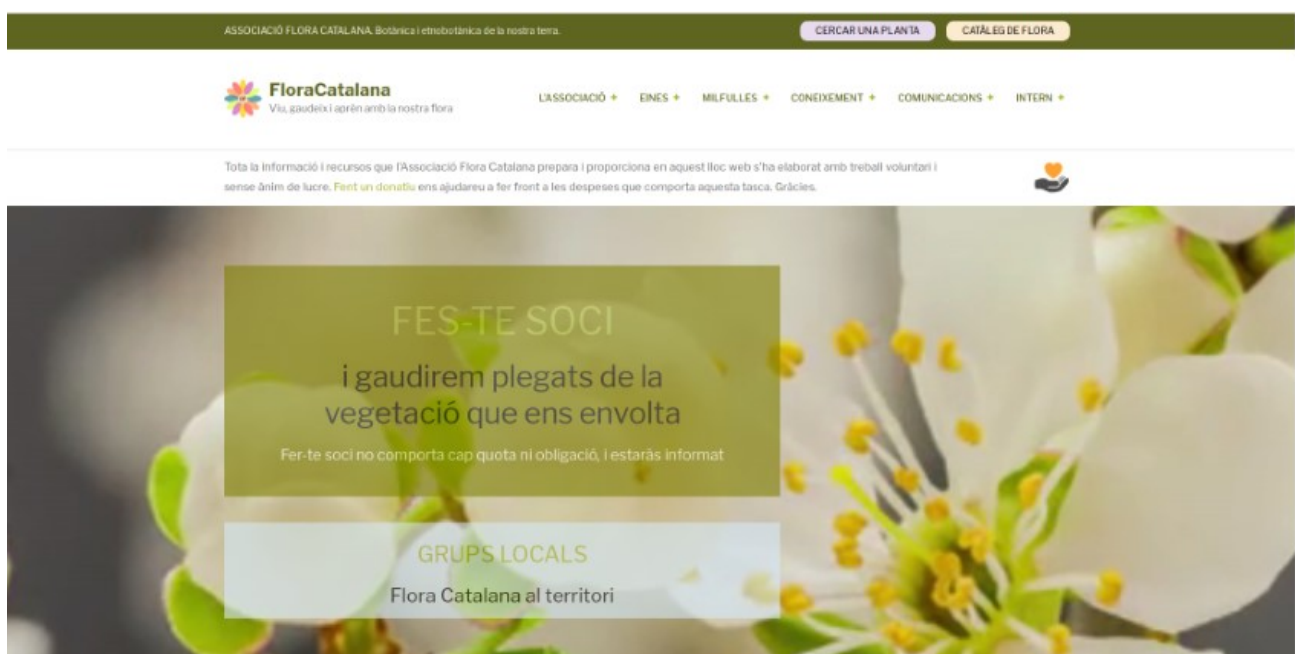 ASSOCIACIÓ FLORA CATALANA. Botànica i etnobotànica de la nostra terra.
CERCAR UNA PLANTA
CATÀLEG DE FLORA
FloraCatalana
Viu, gaudeix i aprèn amb la nostra flora
L'ASSOCIACIÓ +
EINES +
MILFULLES +
CONEIXEMENT +
COMUNICACIONS +
INTERN +
Tota la informació i recursos que l'Associació Flora Catalana prepara i proporciona en aquest lloc web s'ha elaborat amb treball voluntari i
sense ànim de lucre. Fent un donatiu ens ajudareu a fer front a les despeses que comporta aquesta tasca. Gràcies.
FES-TE SOCI
i gaudirem plegats de la
vegetació que ens envolta
Fer-te soci no comporta cap quota ni obligació, i estaràs informat
GRUPS LOCALS
Flora Catalana al territori